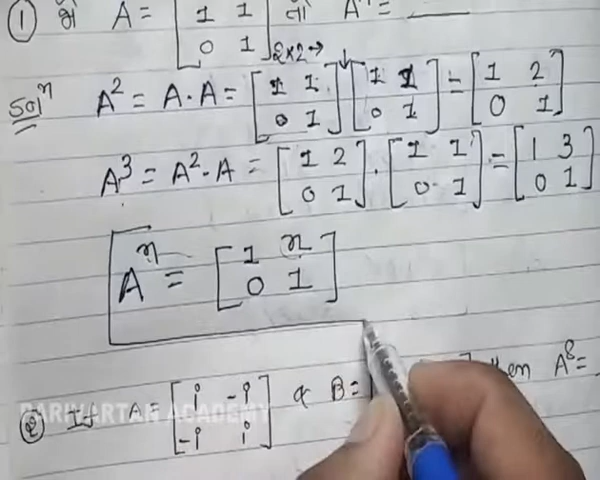 ① यदि A = [1 1; 0 1]2×2 तो Aⁿ = ____
Solⁿ A² = A·A = [1 1; 0 1] [1 1; 0 1] = [1 2; 0 1]
A³ = A²·A = [1 2; 0 1] · [1 1; 0 1] = [1 3; 0 1]
Aⁿ = [1 n; 0 1]
② If A = [i -i; -i i] & B = then A⁸ =
PARIVARTAN ACADEMY